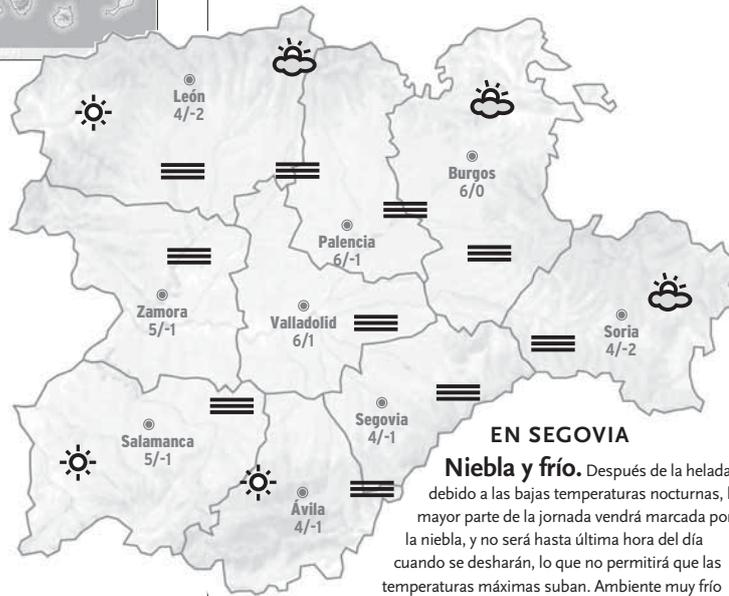 León
4/-2
Burgos
6/0
Palencia
6/-1
Zamora
5/-1
Valladolid
6/1
Soria
4/-2
Salamanca
5/-1
Segovia
4/-1
Ávila
4/-1
EN SEGOVIA
Niebla y frío. Después de la helada
debido a las bajas temperaturas nocturnas,
mayor parte de la jornada vendrá marcada por
la niebla, y no será hasta última hora del día
cuando se desharán, lo que no permitirá que las
temperaturas máximas suban. Ambiente muy frío